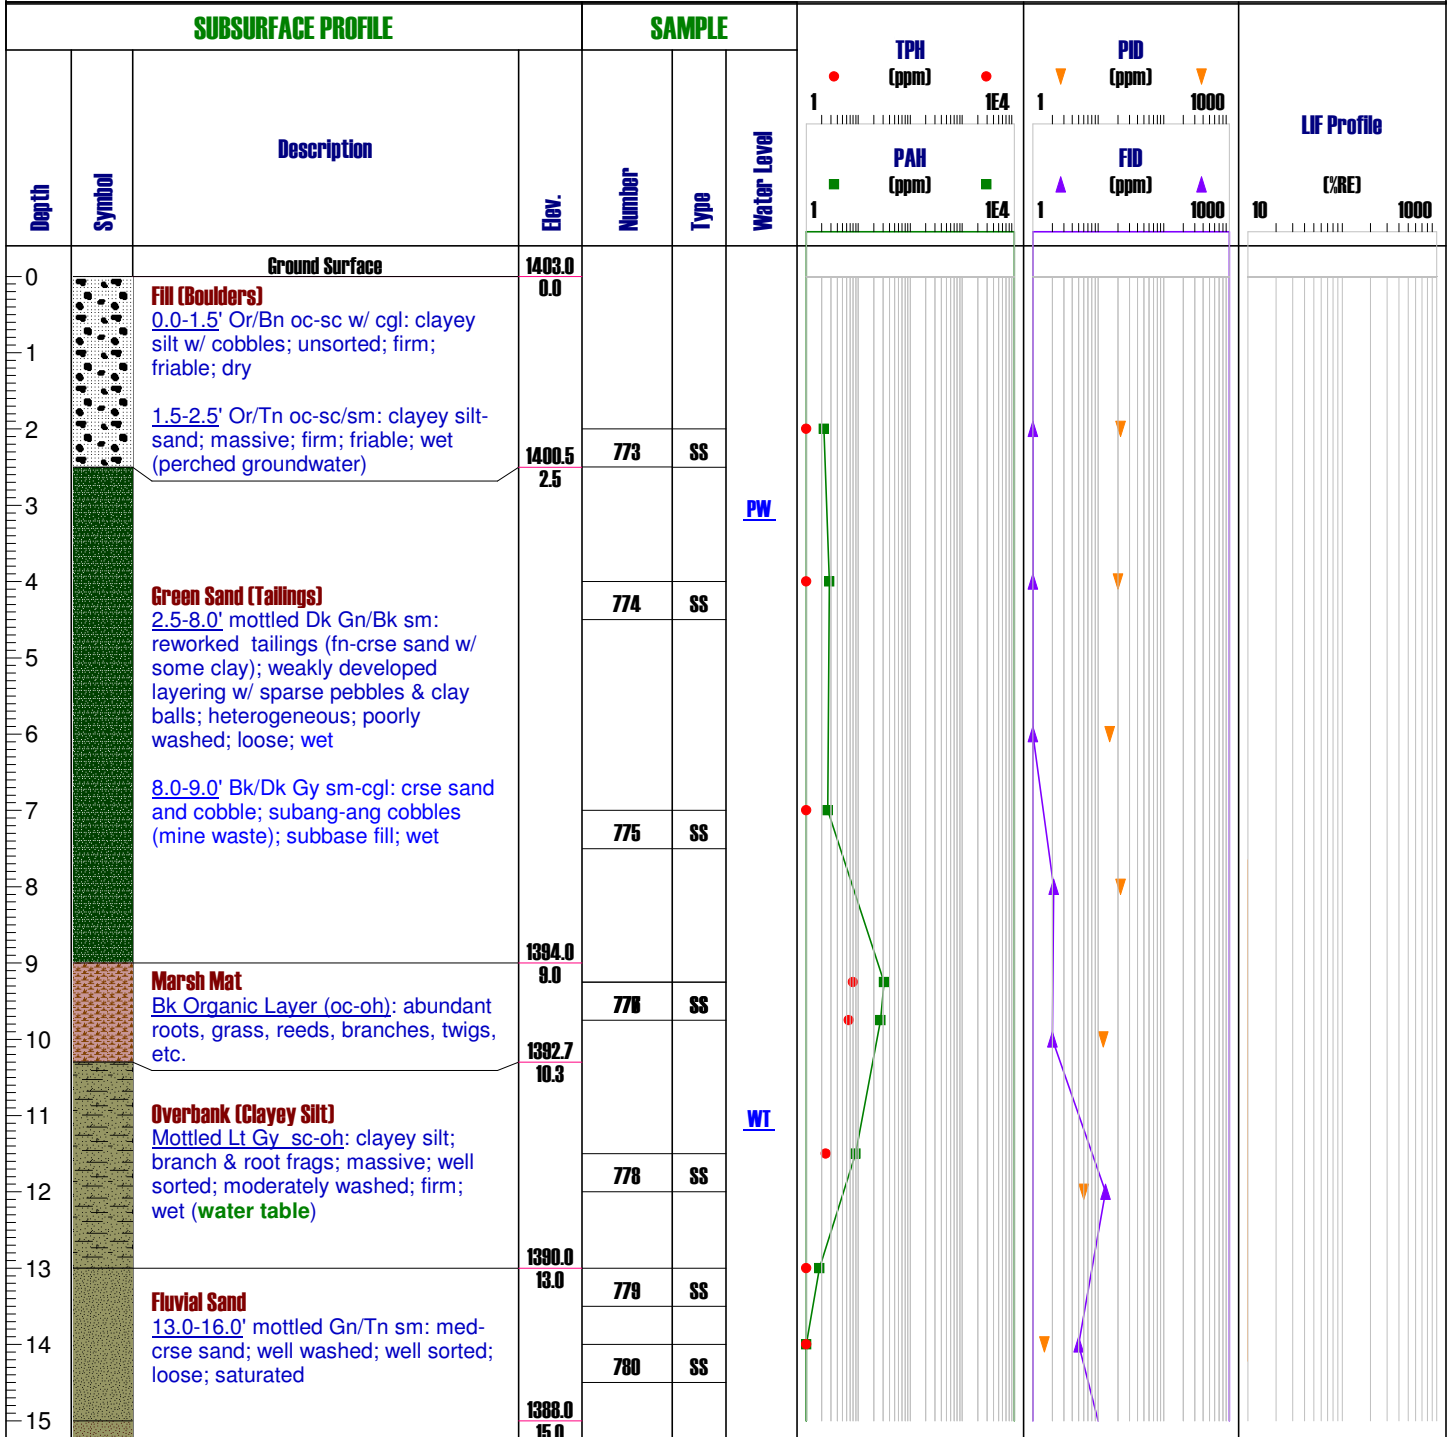 SUBSURFACE PROFILE
SAMPLE
Depth
Symbol
Description
Elev.
Number
Type
Water Level
TPH
(ppm)
1 1E4
PAH
(ppm)
1 1E4
PID
(ppm)
1 1000
FID
(ppm)
1 1000
LIF Profile
(%RE)
10 1000
0
Ground Surface
1403.0
0.0
Fill (Boulders)
0.0-1.5' Or/Bn oc-sc w/ cgl: clayey
silt w/ cobbles; unsorted; firm;
friable; dry
1
1.5-2.5' Or/Tn oc-sc/sm: clayey silt-
sand; massive; firm; friable; wet
(perched groundwater)
2
1400.5
2.5
773 SS
3
PW
4
774 SS
Green Sand (Tailings)
2.5-8.0' mottled Dk Gn/Bk sm:
reworked tailings (fn-crse sand w/
some clay); weakly developed
layering w/ sparse pebbles & clay
balls; heterogeneous; poorly
washed; loose; wet
5
6
8.0-9.0' Bk/Dk Gy sm-cgl: crse sand
and cobble; subang-ang cobbles
(mine waste); subbase fill; wet
7
775 SS
8
9
1394.0
9.0
Marsh Mat
Bk Organic Layer (oc-oh): abundant
roots, grass, reeds, branches, twigs,
etc.
SS
10
1392.7
10.3
11
Overbank (Clayey Silt)
Mottled Lt Gy sc-oh: clayey silt;
branch & root frags; massive; well
sorted; moderately washed; firm;
wet (water table)
WT
778 SS
12
13
1390.0
13.0
779 SS
Fluvial Sand
13.0-16.0' mottled Gn/Tn sm: med-
crse sand; well washed; well sorted;
loose; saturated
14
780 SS
15
1388.0
15.0